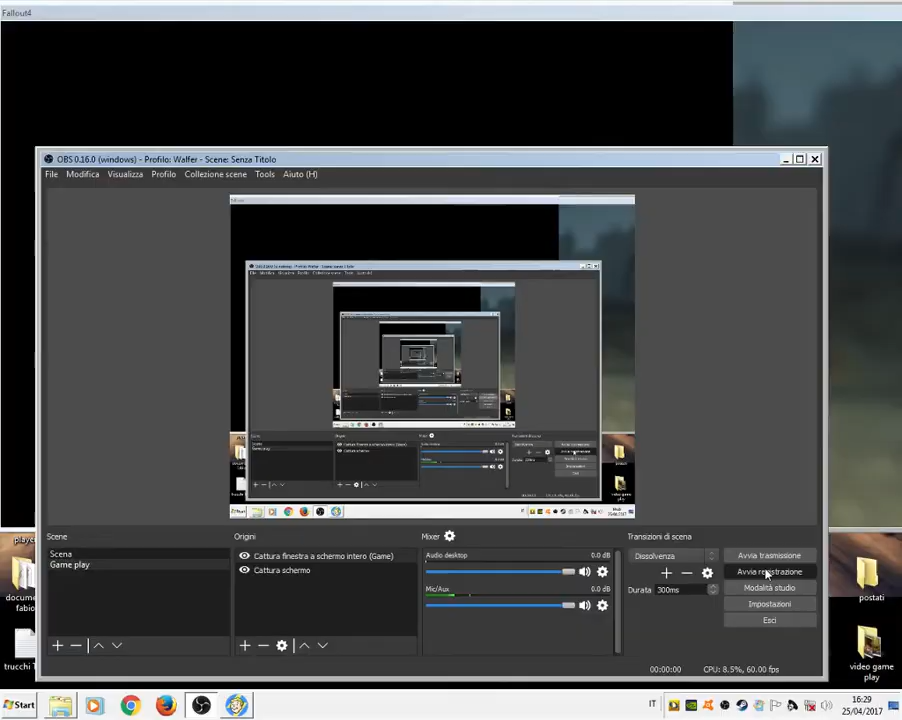 Fallout4
OBS 0.16.0 (windows) - Profilo: Walfer - Scene: Senza Titolo
File Modifica Visualizza Profilo Collezione scene Tools Aiuto (H)
Scene
Scena
Game play
Origini
Cattura finestra a schermo intero (Game)
Cattura schermo
Mixer
Audio desktop 0.0 dB
Mic/Aux 0.0 dB
Transizioni di scena
Dissolvenza
Durata 300ms
Avvia trasmissione
Avvia registrazione
Modalità studio
Impostazioni
Esci
00:00:00 CPU: 8.5%, 60.00 fps
docume
fabio
trucchi
postati
video game
play
Start
IT
16:29
25/04/2017